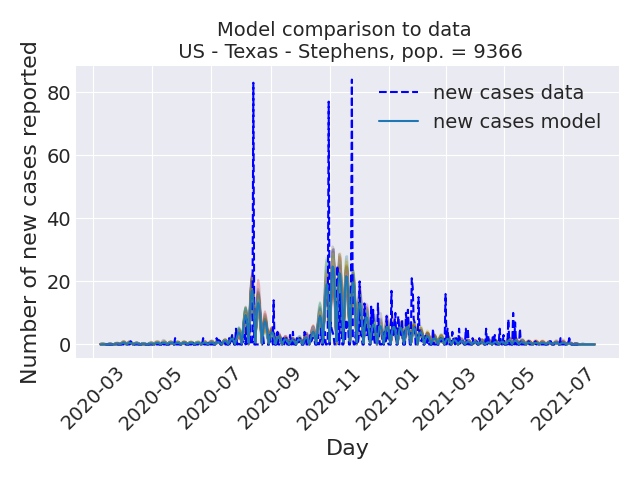 Model comparison to data
US - Texas - Stephens, pop. = 9366
new cases data
new cases model
Number of new cases reported
80
60
40
20
0
2020-03
2020-05
2020-07
2020-09
2020-11
2021-01
2021-03
2021-05
2021-07
Day